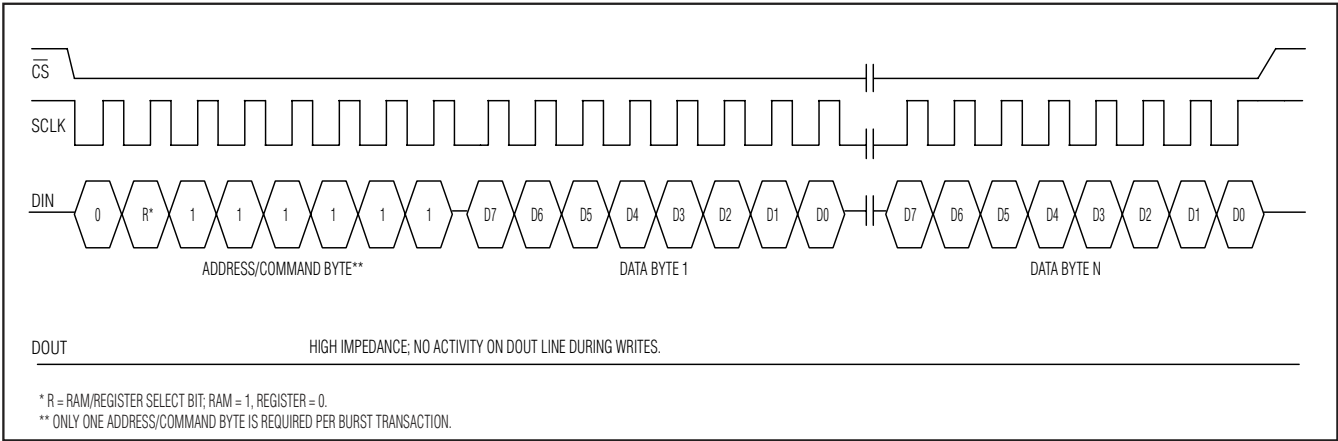 CS
SCLK
DIN
0 R* 1 1 1 1 1 1 D7 D6 D5 D4 D3 D2 D1 D0 D7 D6 D5 D4 D3 D2 D1 D0
ADDRESS/COMMAND BYTE** DATA BYTE 1 DATA BYTE N
DOUT HIGH IMPEDANCE; NO ACTIVITY ON DOUT LINE DURING WRITES.
* R = RAM/REGISTER SELECT BIT; RAM = 1, REGISTER = 0.
** ONLY ONE ADDRESS/COMMAND BYTE IS REQUIRED PER BURST TRANSACTION.